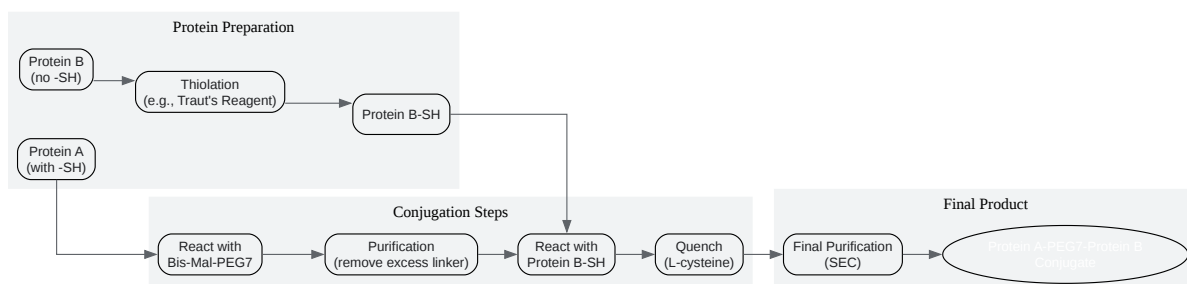 Protein Preparation
Protein B
(no -SH)
Thiolation
(e.g., Traut's Reagent)
Protein B-SH
Protein A
(with -SH)
Conjugation Steps
React with
Bis-Mal-PEG7
Purification
(remove excess linker)
React with
Protein B-SH
Quench
(L-cysteine)
Final Product
Final Purification
(SEC)
Protein A-PEG7-Protein B
Conjugate